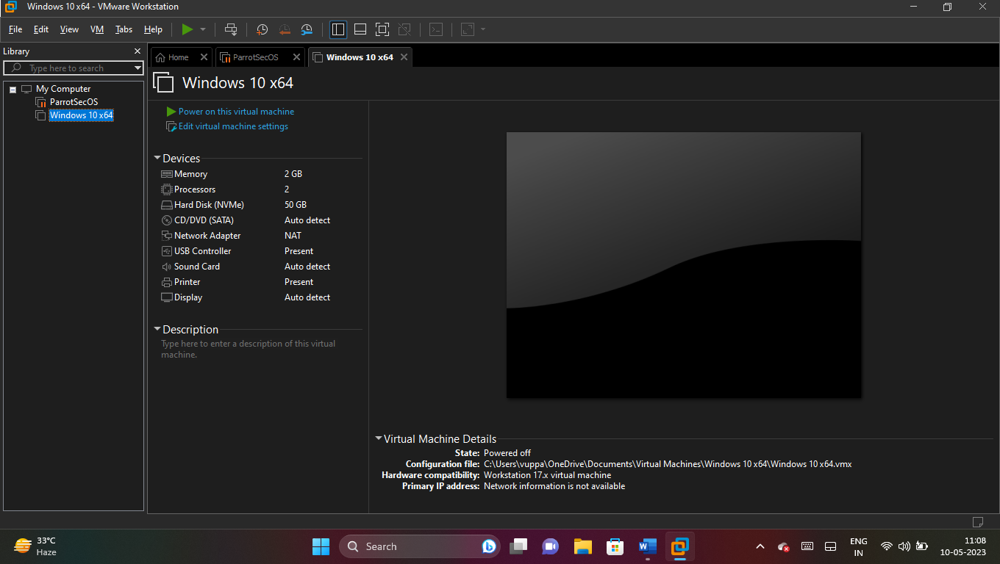 Windows 10 x64 - VMware Workstation
File Edit View VM Tabs Help
Library
Type here to search
My Computer
ParrotSecOS
Windows 10 x64
Home ParrotSecOS Windows 10 x64
Windows 10 x64
Power on this virtual machine
Edit virtual machine settings
Devices
Memory 2 GB
Processors 2
Hard Disk (NVMe) 50 GB
CD/DVD (SATA) Auto detect
Network Adapter NAT
USB Controller Present
Sound Card Auto detect
Printer Present
Display Auto detect
Description
Type here to enter a description of this virtual
machine.
Virtual Machine Details
State: Powered off
Configuration file: C:\Users\vuppa\OneDrive\Documents\Virtual Machines\Windows 10 x64\Windows 10 x64.vmx
Hardware compatibility: Workstation 17.x virtual machine
Primary IP address: Network information is not available
33°C
Haze
Search
ENG
IN
11:08
10-05-2023